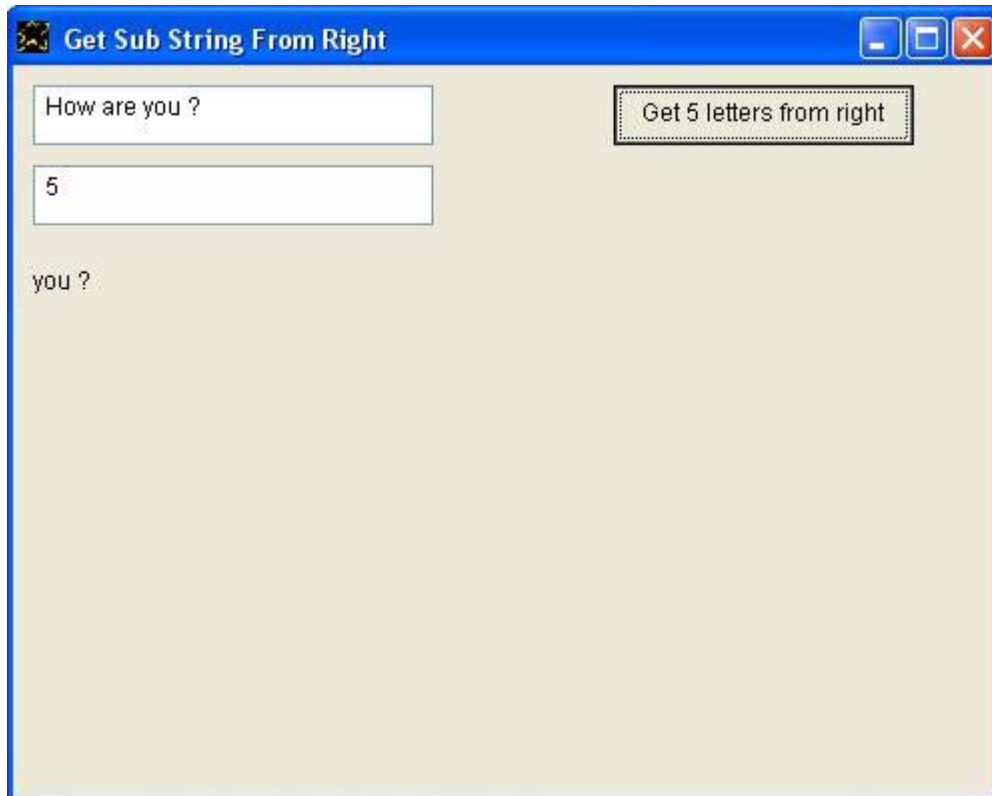 Get Sub String From Right
How are you ?
Get 5 letters from right
5
you ?